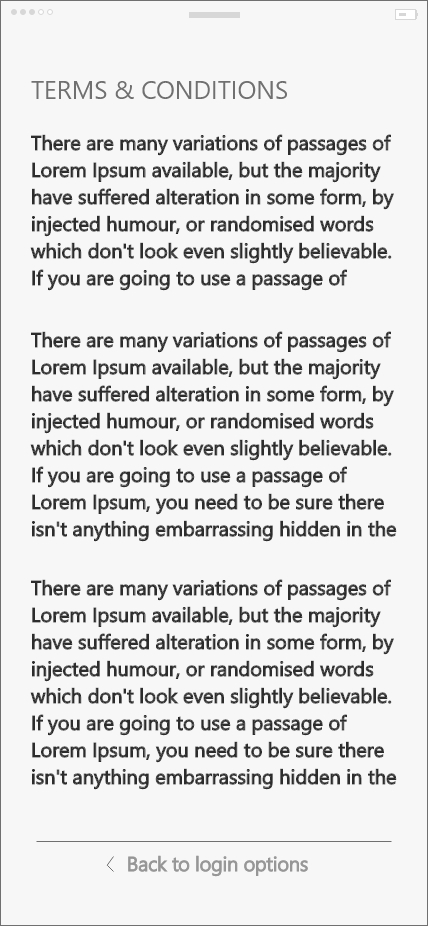 TERMS & CONDITIONS
There are many variations of passages of
Lorem Ipsum available, but the majority
have suffered alteration in some form, by
injected humour, or randomised words
which don't look even slightly believable.
If you are going to use a passage of
There are many variations of passages of
Lorem Ipsum available, but the majority
have suffered alteration in some form, by
injected humour, or randomised words
which don't look even slightly believable.
If you are going to use a passage of
Lorem Ipsum, you need to be sure there
isn't anything embarrassing hidden in the
There are many variations of passages of
Lorem Ipsum available, but the majority
have suffered alteration in some form, by
injected humour, or randomised words
which don't look even slightly believable.
If you are going to use a passage of
Lorem Ipsum, you need to be sure there
isn't anything embarrassing hidden in the
Back to login options